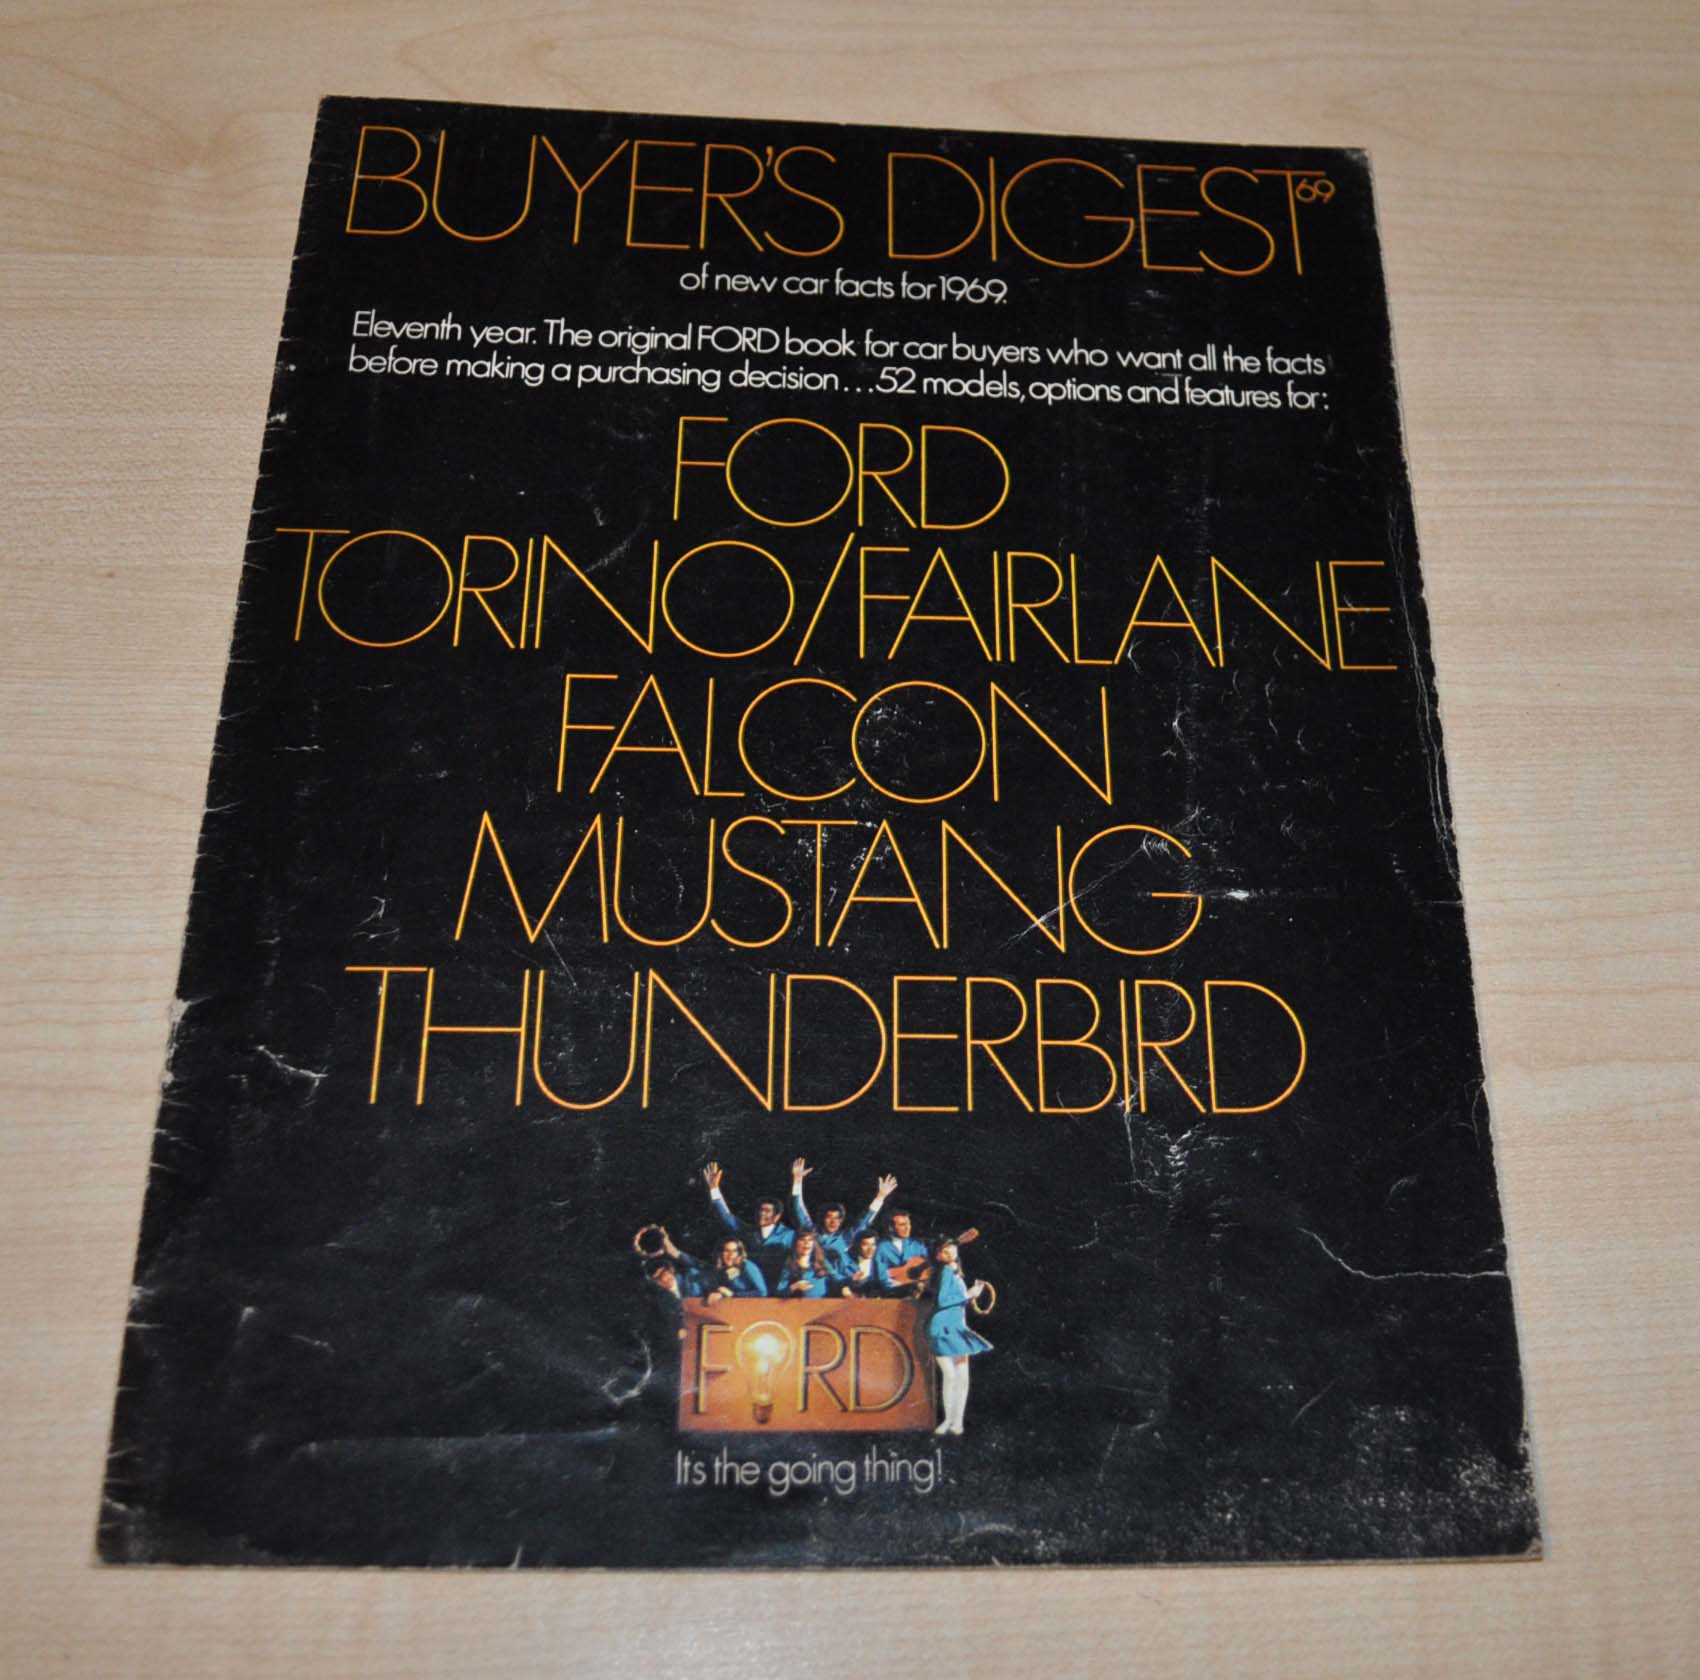 BUYER'S DIGEST '69
of new car facts for 1969.
Eleventh year. The original FORD book for car buyers who want all the facts
before making a purchasing decision...52 models, options and features for:
FORD
TORINO/FAIRLANE
FALCON
MUSTANG
THUNDERBIRD
FORD
It's the going thing!